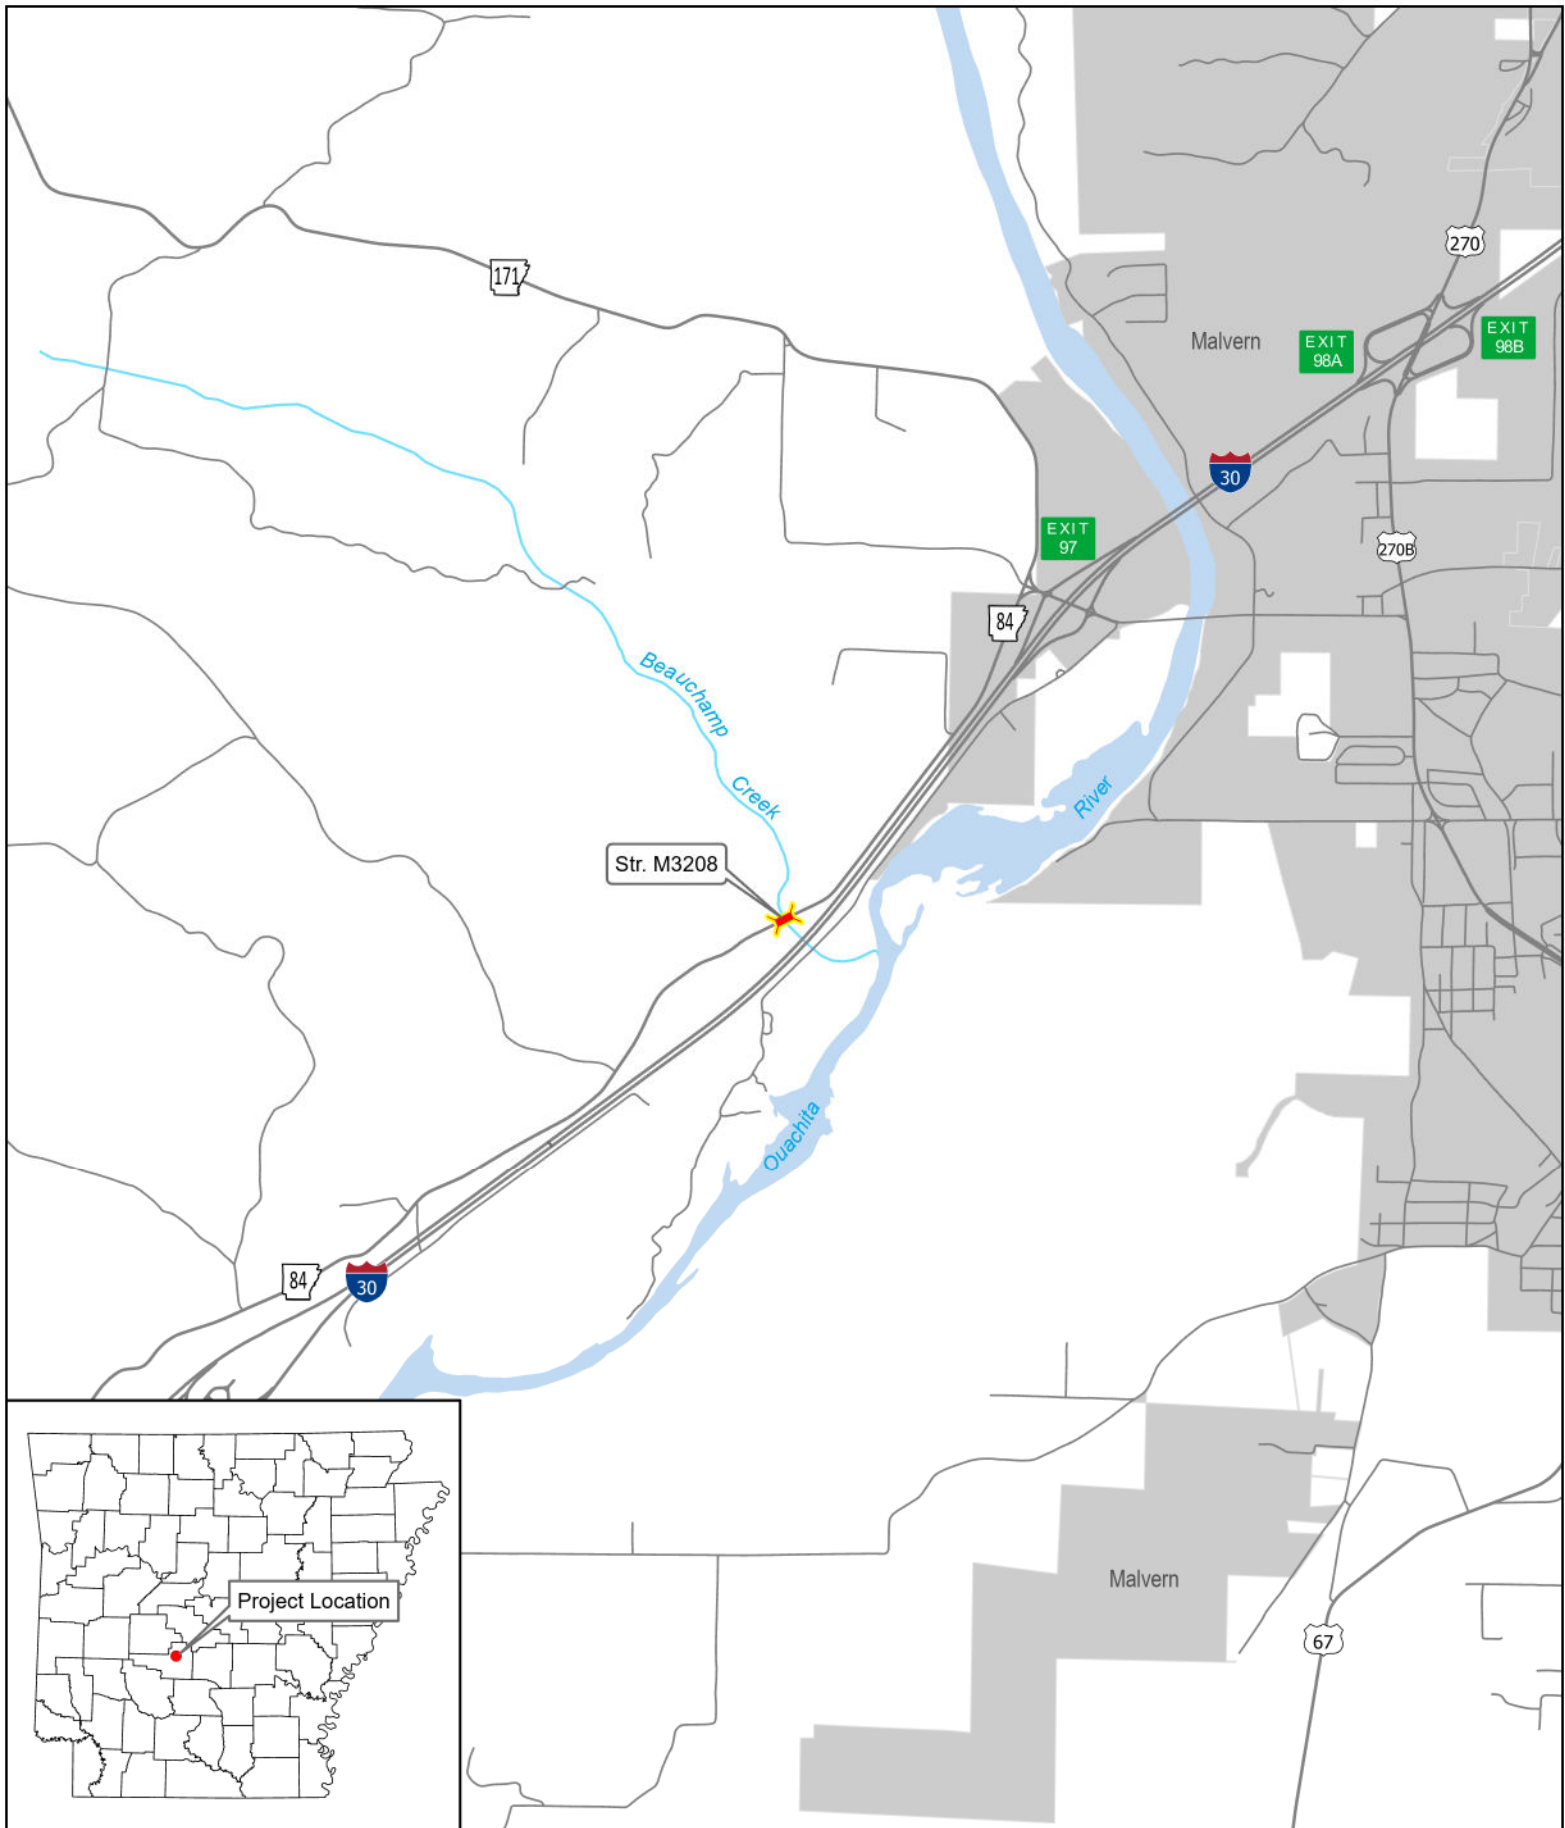 270
171
Malvern
EXIT
98A
EXIT
98B
30
EXIT
97
270B
84
Beauchamp
Creek
River
Str. M3208
Ouachita
84
30
Malvern
Project Location
67